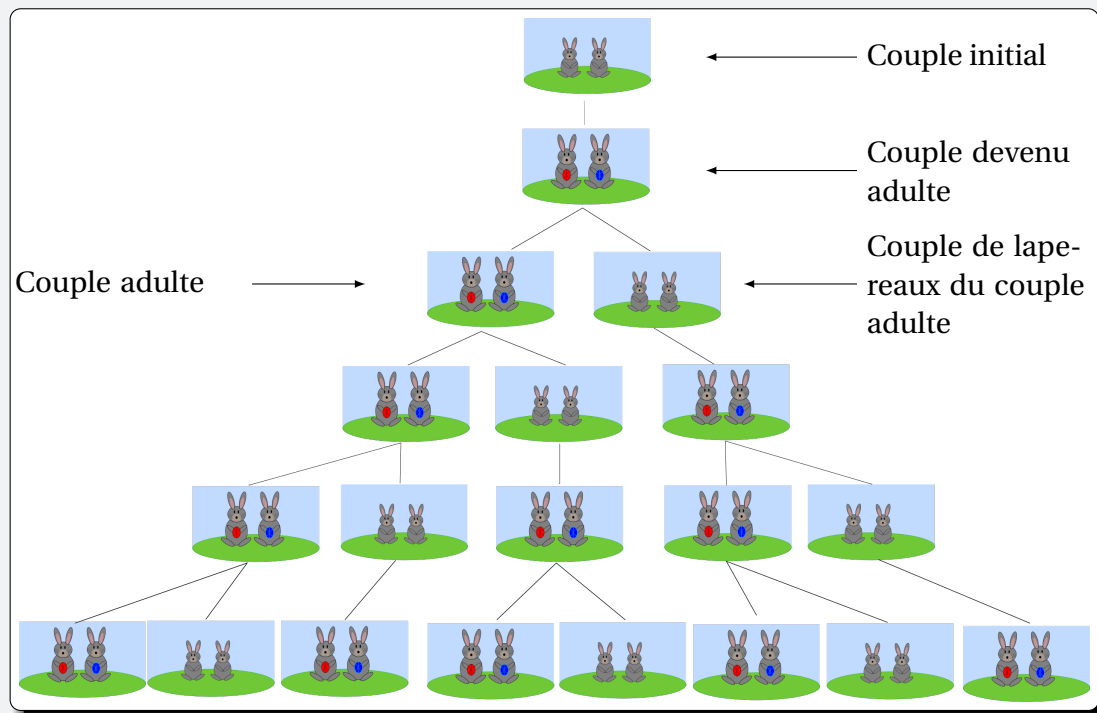 Couple initial
Couple devenu
adulte
Couple adulte
Couple de lape-
reaux du couple
adulte